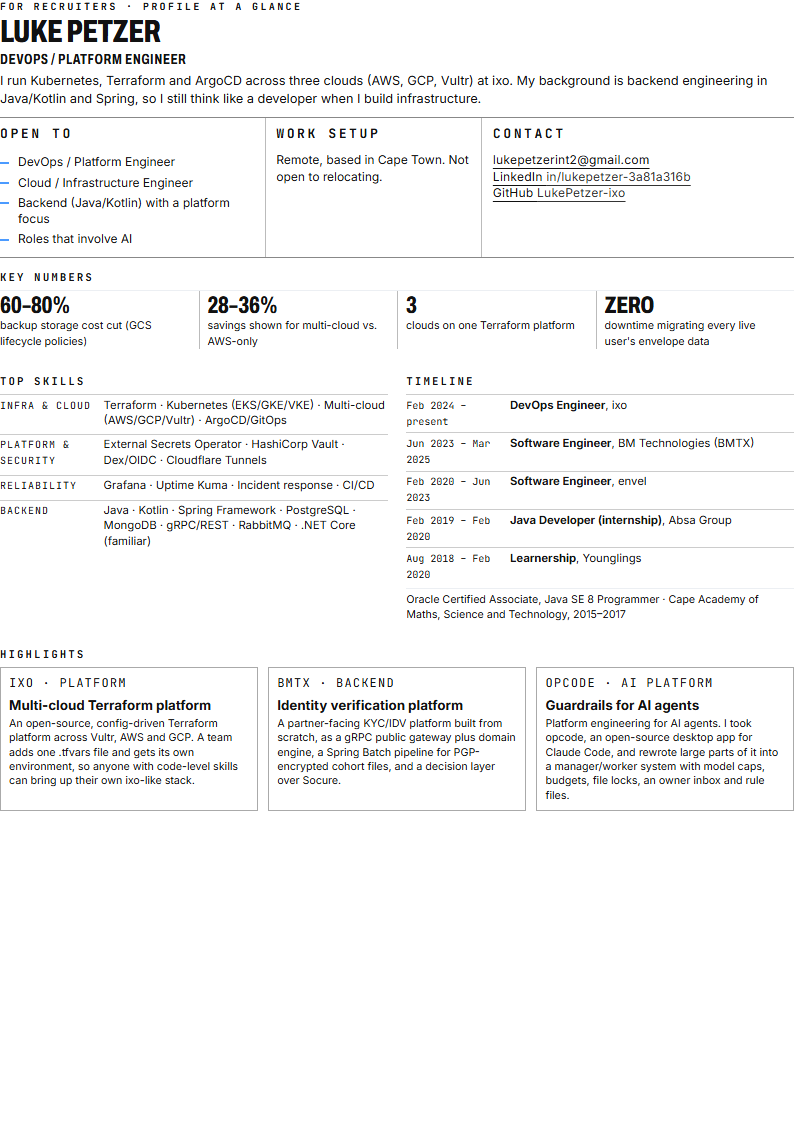 FOR RECRUITERS · PROFILE AT A GLANCE
LUKE PETZER
DEVOPS / PLATFORM ENGINEER
I run Kubernetes, Terraform and ArgoCD across three clouds (AWS, GCP, Vultr) at ixo. My background is backend engineering in
Java/Kotlin and Spring, so I still think like a developer when I build infrastructure.
OPEN TO
DevOps / Platform Engineer
Cloud / Infrastructure Engineer
Backend (Java/Kotlin) with a platform
focus
Roles that involve AI
WORK SETUP
Remote, based in Cape Town. Not
open to relocating.
CONTACT
lukepetzerint2@gmail.com
LinkedIn in/lukepetzer-3a81a316b
GitHub LukePetzer-ixo
KEY NUMBERS
60–80%
backup storage cost cut (GCS
lifecycle policies)
28–36%
savings shown for multi-cloud vs.
AWS-only
3
clouds on one Terraform platform
ZERO
downtime migrating every live
user's envelope data
TOP SKILLS
INFRA & CLOUD
Terraform · Kubernetes (EKS/GKE/VKE) · Multi-cloud
(AWS/GCP/Vultr) · ArgoCD/GitOps
PLATFORM &
SECURITY
External Secrets Operator · HashiCorp Vault ·
Dex/OIDC · Cloudflare Tunnels
RELIABILITY
Grafana · Uptime Kuma · Incident response · CI/CD
BACKEND
Java · Kotlin · Spring Framework · PostgreSQL ·
MongoDB · gRPC/REST · RabbitMQ · .NET Core
(familiar)
TIMELINE
Feb 2024 –
present
DevOps Engineer, ixo
Jun 2023 – Mar
2025
Software Engineer, BM Technologies (BMTX)
Feb 2020 – Jun
2023
Software Engineer, envel
Feb 2019 – Feb
2020
Java Developer (internship), Absa Group
Aug 2018 – Feb
2020
Learnership, Younglings
Oracle Certified Associate, Java SE 8 Programmer · Cape Academy of
Maths, Science and Technology, 2015–2017
HIGHLIGHTS
IXO · PLATFORM
Multi-cloud Terraform platform
An open-source, config-driven Terraform
platform across Vultr, AWS and GCP. A team
adds one .tfvars file and gets its own
environment, so anyone with code-level skills
can bring up their own ixo-like stack.
BMTX · BACKEND
Identity verification platform
A partner-facing KYC/IDV platform built from
scratch, as a gRPC public gateway plus domain
engine, a Spring Batch pipeline for PGP-
encrypted cohort files, and a decision layer
over Socure.
OPCODE · AI PLATFORM
Guardrails for AI agents
Platform engineering for AI agents. I took
opcode, an open-source desktop app for
Claude Code, and rewrote large parts of it into
a manager/worker system with model caps,
budgets, file locks, an owner inbox and rule
files.